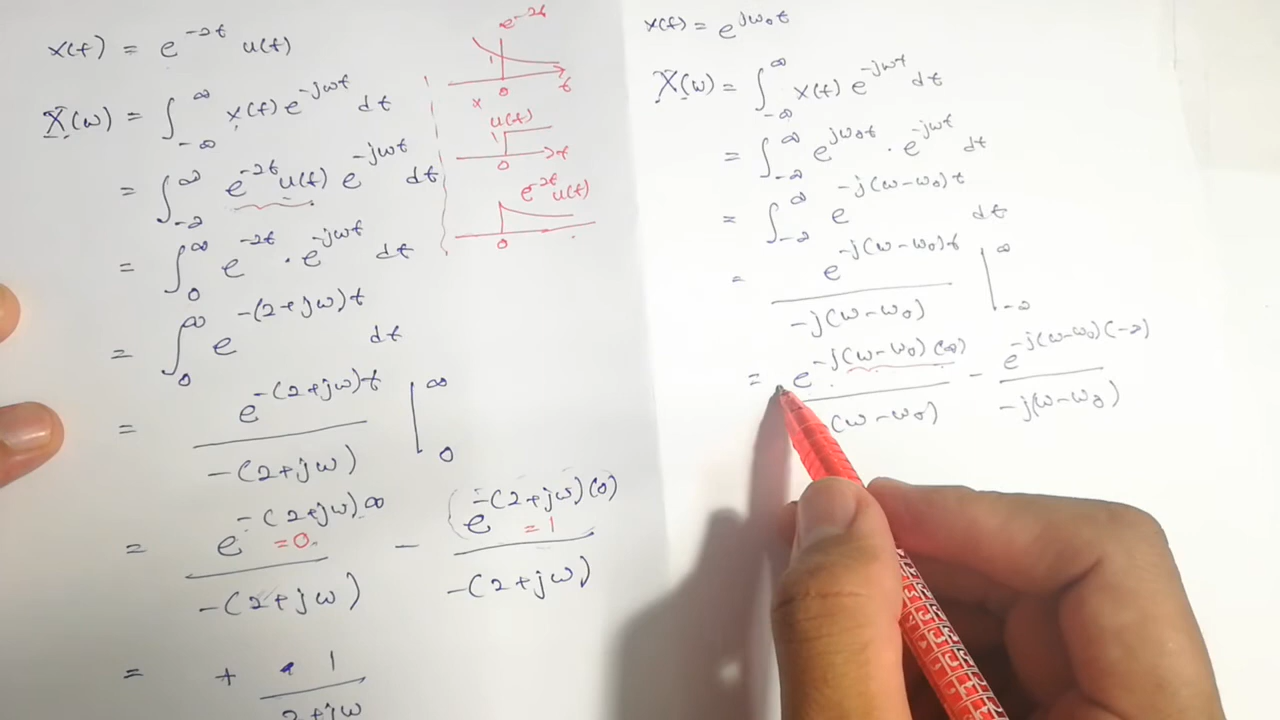 x(t) = e^{-2t} u(t)
X(ω) = ∫_{-∞}^{∞} x(t) e^{-jωt} dt
= ∫_{-∞}^{∞} e^{-2t} u(t) e^{-jωt} dt
= ∫_{0}^{∞} e^{-2t} · e^{-jωt} dt
= ∫_{0}^{∞} e^{-(2+jω)t} dt
= e^{-(2+jω)t} / -(2+jω) |_{0}^{∞}
= e^{-(2+jω)∞} =0 / -(2+jω) - e^{-(2+jω)(0)} =1 / -(2+jω)
= + 1 / 2+jω
e^{-2t}
1
0 t
x
u(t)
1
0 t
e^{-2t} u(t)
0
x(t) = e^{jω₀t}
X(ω) = ∫_{-∞}^{∞} x(t) e^{-jωt} dt
= ∫_{-∞}^{∞} e^{jω₀t} · e^{-jωt} dt
= ∫_{-∞}^{∞} e^{-j(ω-ω₀)t} dt
= e^{-j(ω-ω₀)t} / -j(ω-ω₀) |_{-∞}^{∞}
= e^{-j(ω-ω₀)(∞)} / (ω-ω₀) - e^{-j(ω-ω₀)(-∞)} / -j(ω-ω₀)